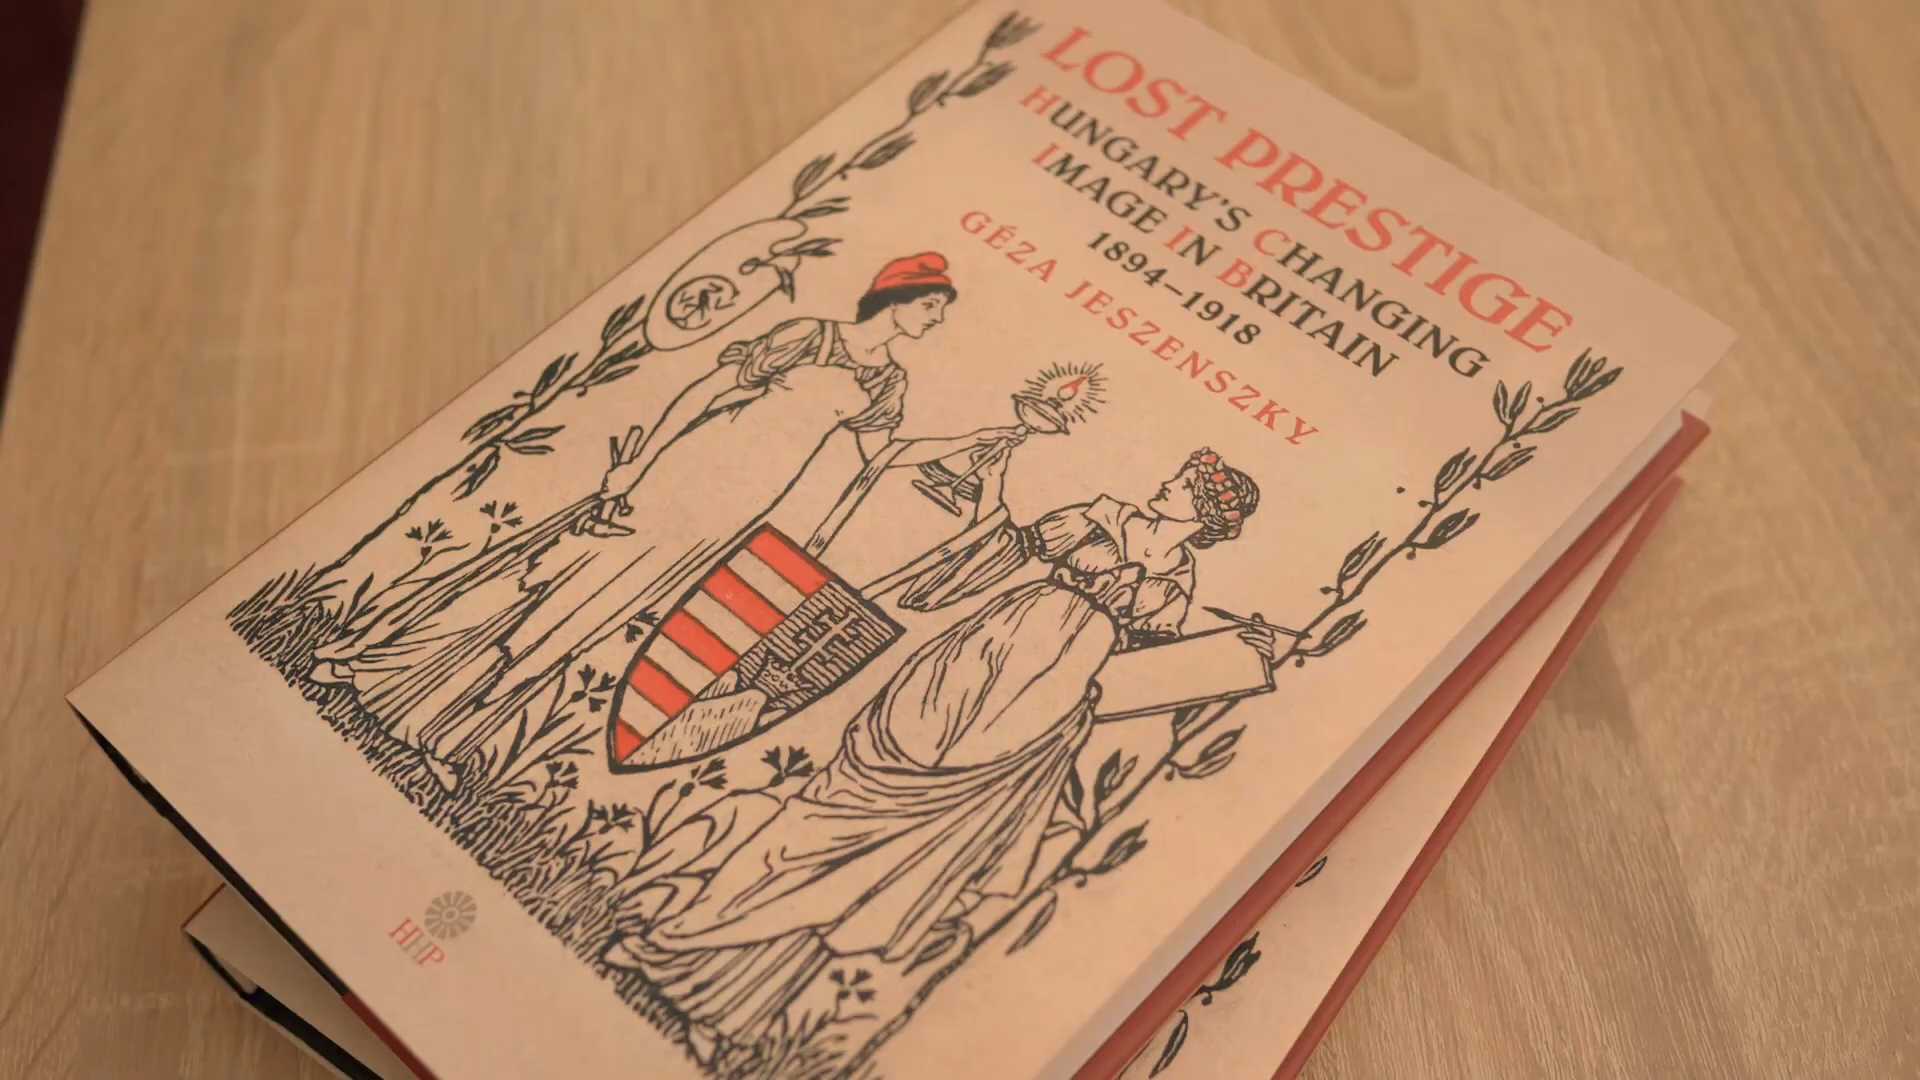 LOST PRESTIGE
HUNGARY'S CHANGING
IMAGE IN BRITAIN
1894–1918
GÉZA JESZENSZKY
HHP